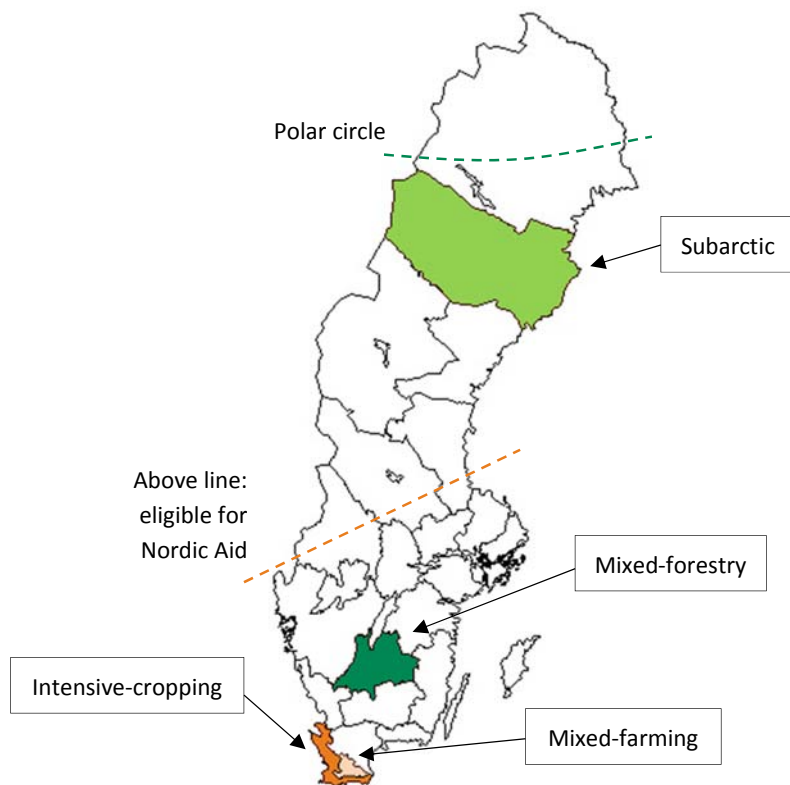 Polar circle
Subarctic
Above line:
eligible for
Nordic Aid
Mixed-forestry
Intensive-cropping
Mixed-farming